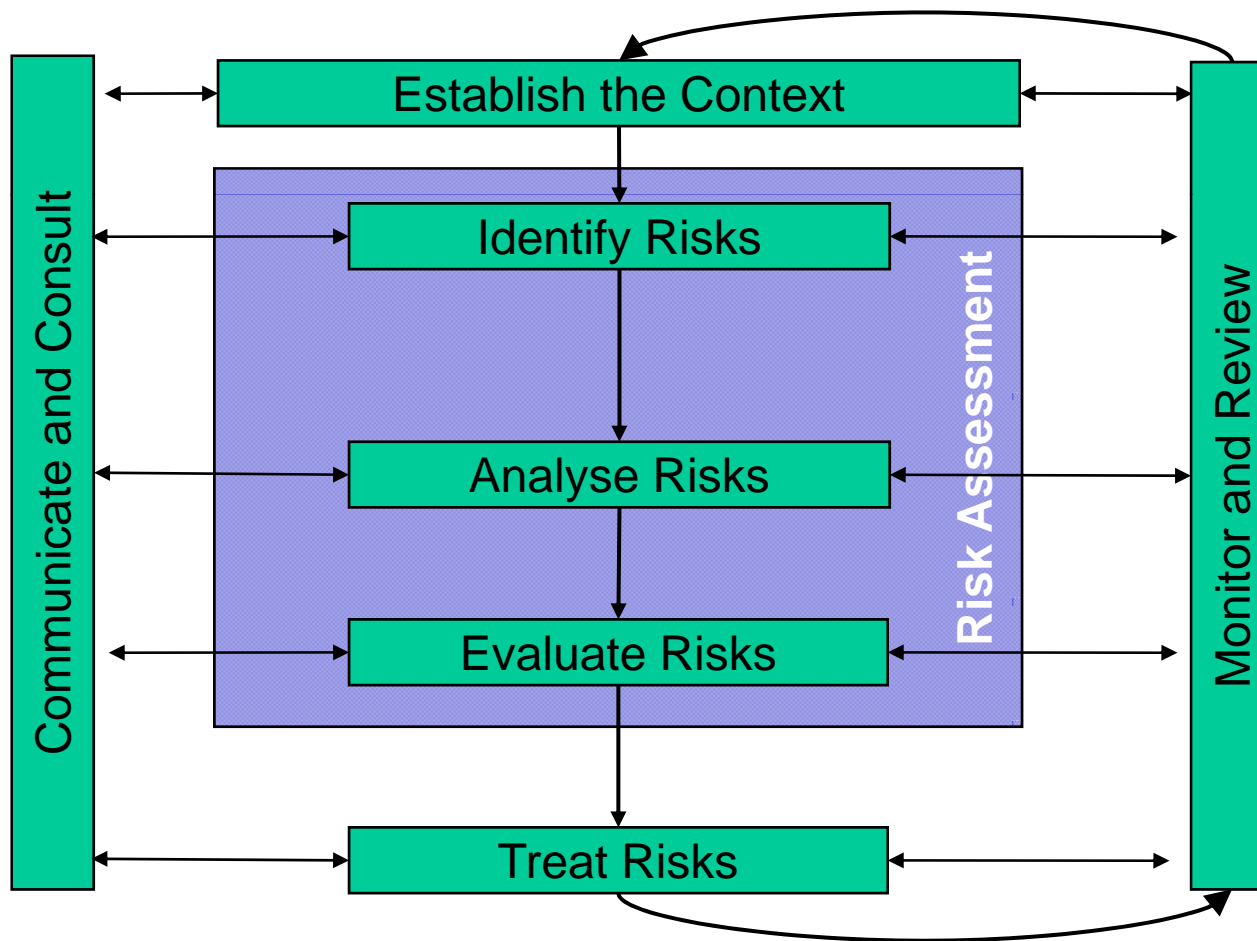 Establish the Context
Communicate and Consult
Identify Risks
Risk Assessment
Monitor and Review
Analyse Risks
Evaluate Risks
Treat Risks